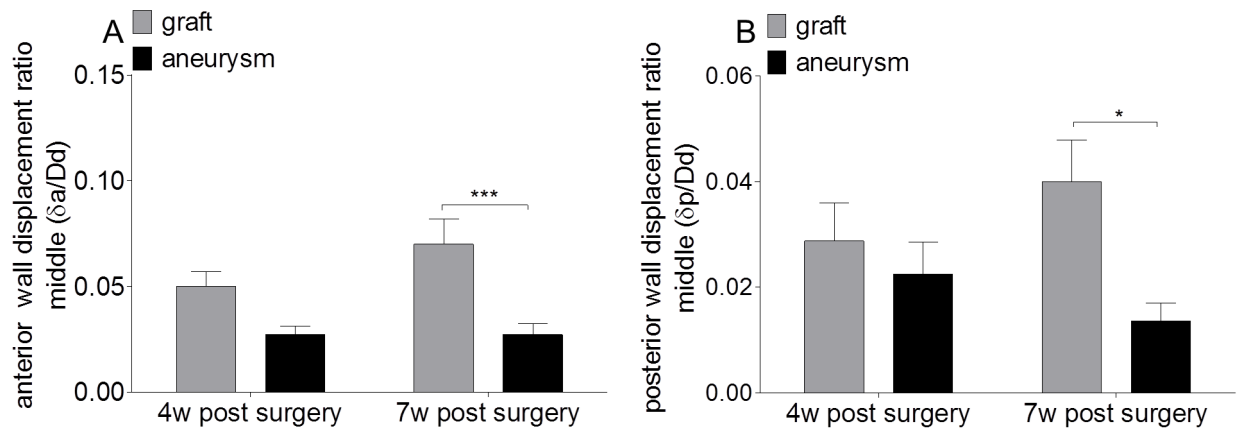 A
graft
aneurysm
anterior wall displacement ratio
middle (δa/Dd)
0.15
0.10
0.05
0.00
***
4w post surgery
7w post surgery
B
graft
aneurysm
posterior wall displacement ratio
middle (δp/Dd)
0.06
0.04
0.02
0.00
*
4w post surgery
7w post surgery